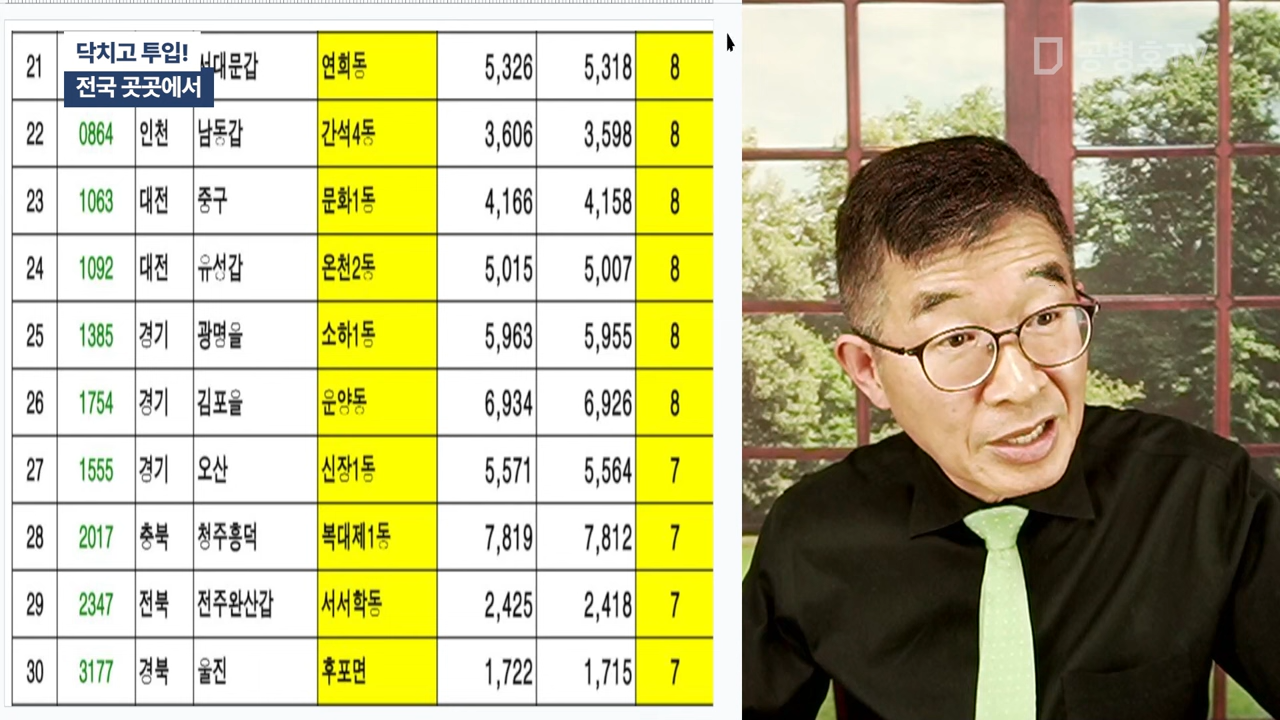 닥치고 투입!
전국 곳곳에서
공병호TV
21 서대문갑 연희동 5,326 5,318 8
22 0864 인천 남동갑 간석4동 3,606 3,598 8
23 1063 대전 중구 문화1동 4,166 4,158 8
24 1092 대전 유성갑 온천2동 5,015 5,007 8
25 1385 경기 광명을 소하1동 5,963 5,955 8
26 1754 경기 김포을 운양동 6,934 6,926 8
27 1555 경기 오산 신장1동 5,571 5,564 7
28 2017 충북 청주흥덕 복대제1동 7,819 7,812 7
29 2347 전북 전주완산갑 서서학동 2,425 2,418 7
30 3177 경북 울진 후포면 1,722 1,715 7